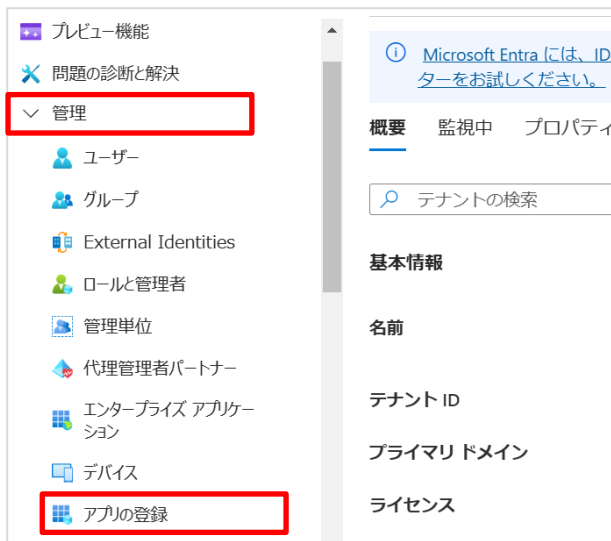 プレビュー機能
問題の診断と解決
管理
ユーザー
グループ
External Identities
ロールと管理者
管理単位
代理管理者パートナー
エンタープライズ アプリケー
ション
デバイス
アプリの登録
Microsoft Entra には、ID
ターをお試しください。
概要 監視中 プロパティ
テナントの検索
基本情報
名前
テナント ID
プライマリ ドメイン
ライセンス